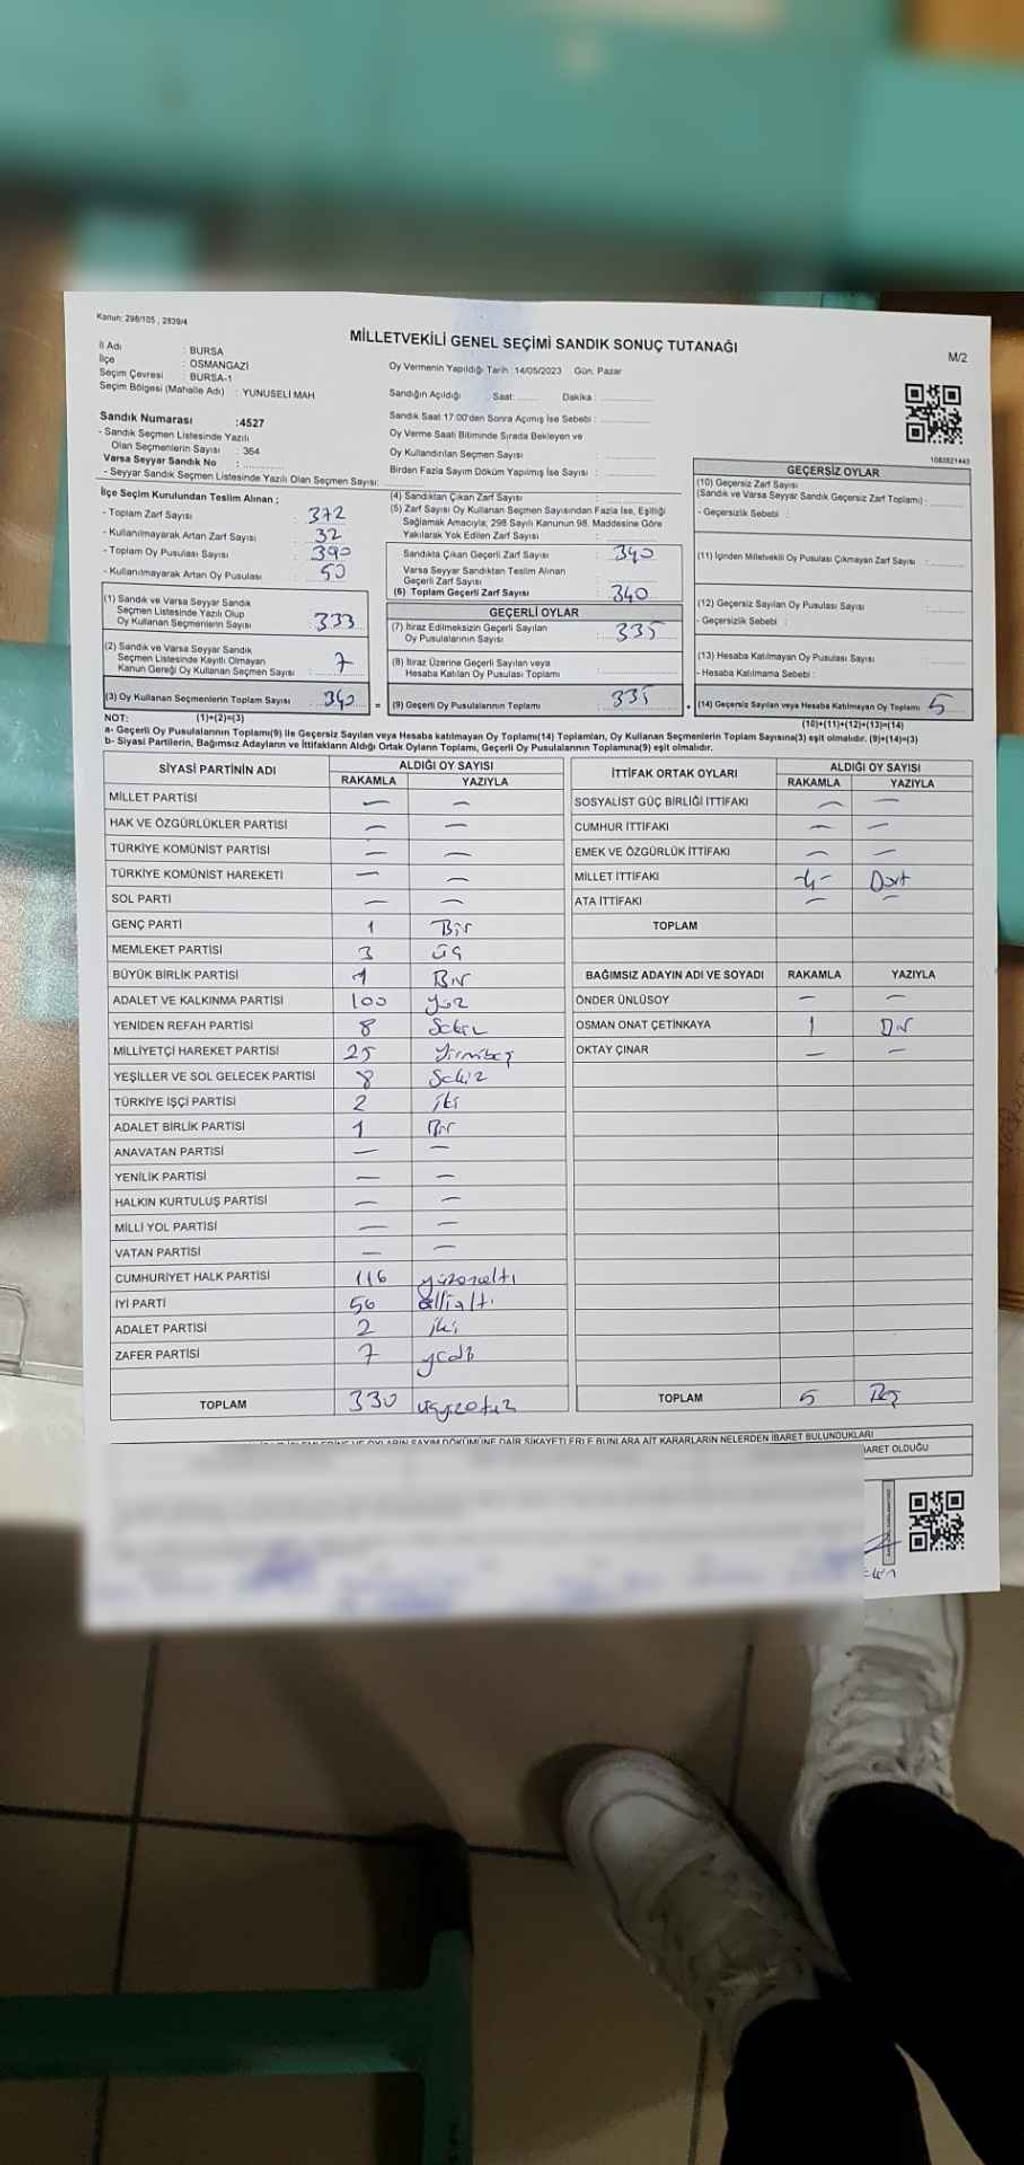 Kanun: 298/105 , 2839/4
MİLLETVEKİLİ GENEL SEÇİMİ SANDIK SONUÇ TUTANAĞI
M/2
İl Adı : BURSA
İlçe : OSMANGAZİ
Seçim Çevresi : BURSA-1
Seçim Bölgesi (Mahalle Adı) : YUNUSELİ MAH
Oy Vermenin Yapıldığı Tarih :14/05/2023 Gün: Pazar
Sandığın Açıldığı Saat:........ Dakika :
Sandık Saat 17:00'den Sonra Açılmış İse Sebebi :
Oy Verme Saati Bitiminde Sırada Bekleyen ve
Oy Kullandırılan Seçmen Sayısı :
Birden Fazla Sayım Döküm Yapılmış İse Sayısı :
Sandık Numarası :4527
- Sandık Seçmen Listesinde Yazılı
Olan Seçmenlerin Sayısı : 364
Varsa Seyyar Sandık No :
- Seyyar Sandık Seçmen Listesinde Yazılı Olan Seçmen Sayısı:
1080821443
İlçe Seçim Kurulundan Teslim Alınan ;
- Toplam Zarf Sayısı : 372
- Kullanılmayarak Artan Zarf Sayısı : 32
- Toplam Oy Pusulası Sayısı : 390
- Kullanılmayarak Artan Oy Pusulası : 50
(1) Sandık ve Varsa Seyyar Sandık
Seçmen Listesinde Yazılı Olup
Oy Kullanan Seçmenlerin Sayısı : 333
(2) Sandık ve Varsa Seyyar Sandık
Seçmen Listesinde Kayıtlı Olmayan
Kanun Gereği Oy Kullanan Seçmen Sayısı : 7
(3) Oy Kullanan Seçmenlerin Toplam Sayısı : 340
(4) Sandıktan Çıkan Zarf Sayısı :
(5) Zarf Sayısı Oy Kullanan Seçmen Sayısından Fazla İse, Eşitliği
Sağlamak Amacıyla; 298 Sayılı Kanunun 98. Maddesine Göre
Yakılarak Yok Edilen Zarf Sayısı :
Sandıkta Çıkan Geçerli Zarf Sayısı : 340
Varsa Seyyar Sandıktan Teslim Alınan
Geçerli Zarf Sayısı :
(6) Toplam Geçerli Zarf Sayısı : 340
GEÇERLİ OYLAR
(7) İtiraz Edilmeksizin Geçerli Sayılan
Oy Pusulalarının Sayısı : 335
(8) İtiraz Üzerine Geçerli Sayılan veya
Hesaba Katılan Oy Pusulası Toplamı :
= (9) Geçerli Oy Pusulalarının Toplamı : 335
GEÇERSİZ OYLAR
(10) Geçersiz Zarf Sayısı
(Sandık ve Varsa Seyyar Sandık Geçersiz Zarf Toplamı) :
- Geçersizlik Sebebi :
(11) İçinden Milletvekili Oy Pusulası Çıkmayan Zarf Sayısı :
(12) Geçersiz Sayılan Oy Pusulası Sayısı :
- Geçersizlik Sebebi :
(13) Hesaba Katılmayan Oy Pusulası Sayısı :
- Hesaba Katılmama Sebebi :
+ (14) Geçersiz Sayılan veya Hesaba Katılmayan Oy Toplamı : 5
NOT: (1)+(2)=(3) (10)+(11)+(12)+(13)=(14)
a- Geçerli Oy Pusulalarının Toplamı(9) ile Geçersiz Sayılan veya Hesaba katılmayan Oy Toplamı(14) Toplamları, Oy Kullanan Seçmenlerin Toplam Sayısına(3) eşit olmalıdır. (9)+(14)=(3)
b- Siyasi Partilerin, Bağımsız Adayların ve İttifakların Aldığı Ortak Oyların Toplamı, Geçerli Oy Pusulalarının Toplamına(9) eşit olmalıdır.
SİYASİ PARTİNİN ADI ALDIĞI OY SAYISI
RAKAMLA YAZIYLA
MİLLET PARTİSİ — —
HAK VE ÖZGÜRLÜKLER PARTİSİ — —
TÜRKİYE KOMÜNİST PARTİSİ — —
TÜRKİYE KOMÜNİST HAREKETİ — —
SOL PARTİ — —
GENÇ PARTİ 1 Bir
MEMLEKET PARTİSİ 3 üç
BÜYÜK BİRLİK PARTİSİ 1 Bir
ADALET VE KALKINMA PARTİSİ 100 yüz
YENİDEN REFAH PARTİSİ 8 Sekiz
MİLLİYETÇİ HAREKET PARTİSİ 25 Yirmibeş
YEŞİLLER VE SOL GELECEK PARTİSİ 8 Sekiz
TÜRKİYE İŞÇİ PARTİSİ 2 iki
ADALET BİRLİK PARTİSİ 1 Bir
ANAVATAN PARTİSİ — —
YENİLİK PARTİSİ — —
HALKIN KURTULUŞ PARTİSİ — —
MİLLİ YOL PARTİSİ — —
VATAN PARTİSİ — —
CUMHURİYET HALK PARTİSİ 116 yüzonaltı
İYİ PARTİ 56 Elli altı
ADALET PARTİSİ 2 iki
ZAFER PARTİSİ 7 yedi
TOPLAM 330 üçyüzotuz
İTTİFAK ORTAK OYLARI ALDIĞI OY SAYISI
RAKAMLA YAZIYLA
SOSYALİST GÜÇ BİRLİĞİ İTTİFAKI — —
CUMHUR İTTİFAKI — —
EMEK VE ÖZGÜRLÜK İTTİFAKI — —
MİLLET İTTİFAKI -4- Dört
ATA İTTİFAKI — —
TOPLAM
BAĞIMSIZ ADAYIN ADI VE SOYADI RAKAMLA YAZIYLA
ÖNDER ÜNLÜSOY — —
OSMAN ONAT ÇETİNKAYA 1 Bir
OKTAY ÇINAR — —
TOPLAM 5 Beş
OYLARIN SAYIM DÖKÜMÜNE DAİR ŞİKAYETLERLE BUNLARA AİT KARARLARIN NELERDEN İBARET BULUNDUKLARI
OLDUĞU